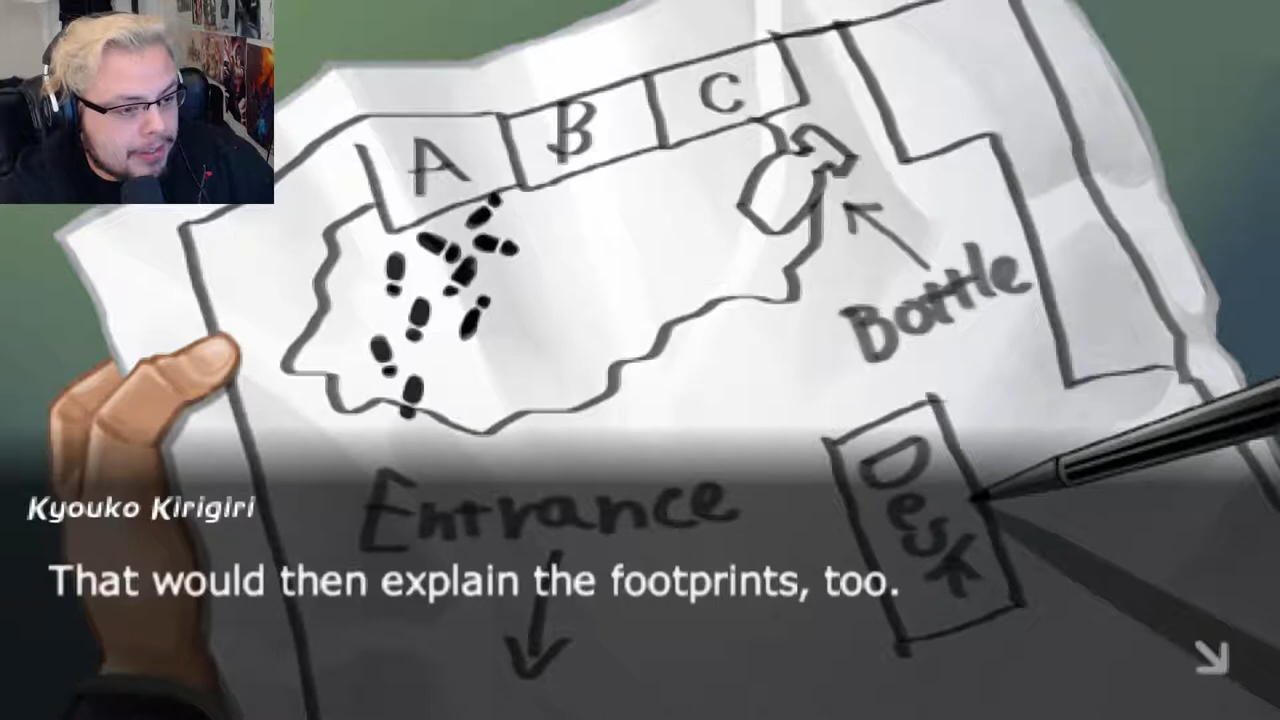 A
B
C
Bottle
Desk
Entrance
Kyouko Kirigiri
That would then explain the footprints, too.